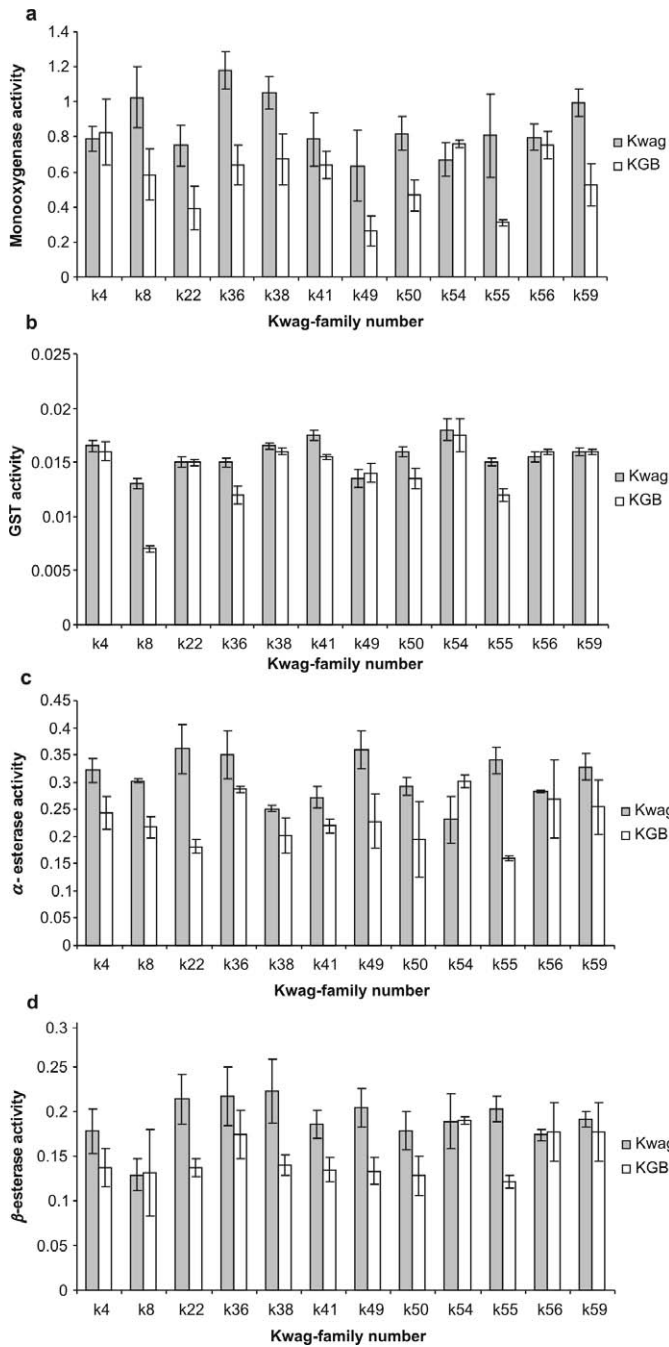 a
Monooxygenase activity
1.4
1.2
1
0.8
0.6
0.4
0.2
0
k4 k8 k22 k36 k38 k41 k49 k50 k54 k55 k56 k59
Kwag-family number
Kwag
KGB
b
GST activity
0.025
0.02
0.015
0.01
0.005
0
k4 k8 k22 k36 k38 k41 k49 k50 k54 k55 k56 k59
Kwag-family number
Kwag
KGB
c
α- esterase activity
0.45
0.4
0.35
0.3
0.25
0.2
0.15
0.1
0.05
0
k4 k8 k22 k36 k38 k41 k49 k50 k54 k55 k56 k59
Kwag-family number
Kwag
KGB
d
β-esterase activity
0.3
0.25
0.2
0.15
0.1
0.05
0
k4 k8 k22 k36 k38 k41 k49 k50 k54 k55 k56 k59
Kwag-family number
Kwag
KGB